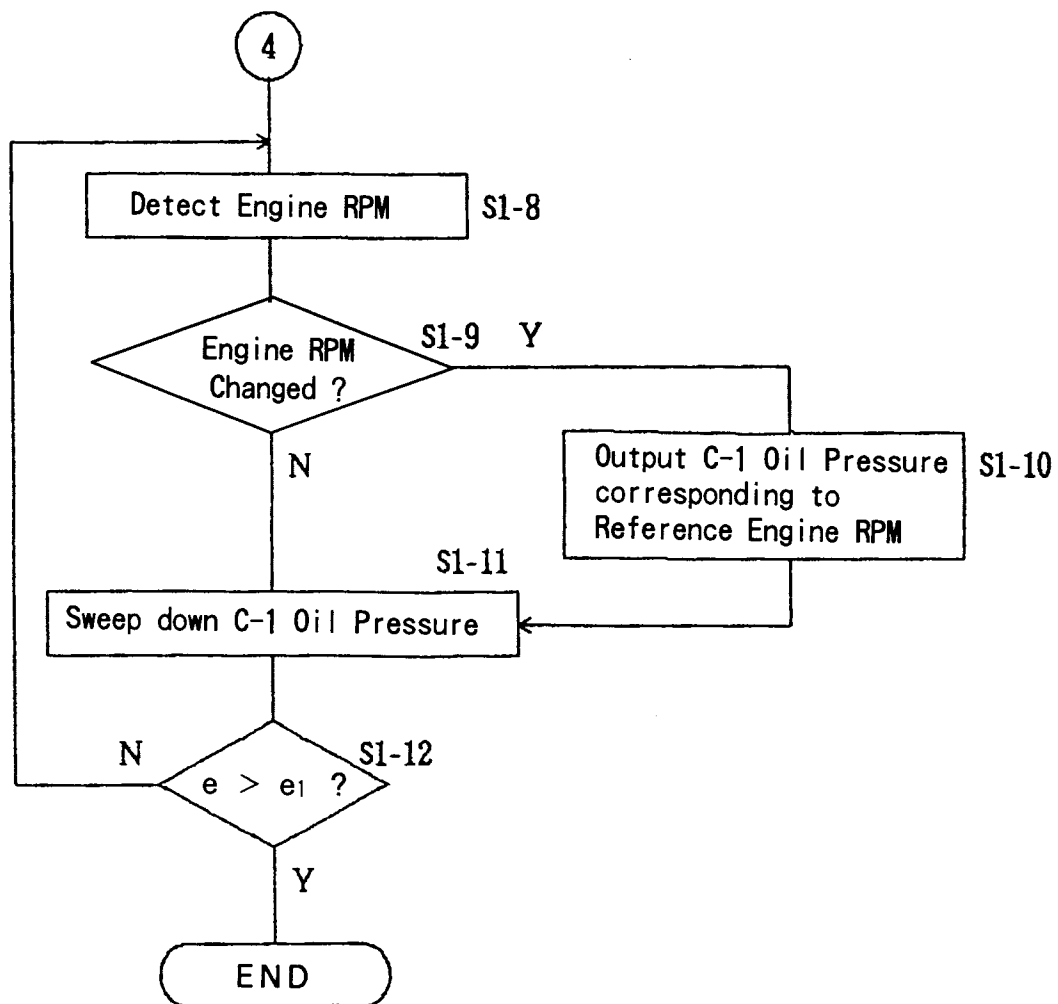 4
Detect Engine RPM
S1-8
Engine RPM
Changed ?
S1-9
Y
N
Output C-1 Oil Pressure
corresponding to
Reference Engine RPM
S1-10
S1-11
Sweep down C-1 Oil Pressure
N
S1-12
e > e1 ?
Y
END